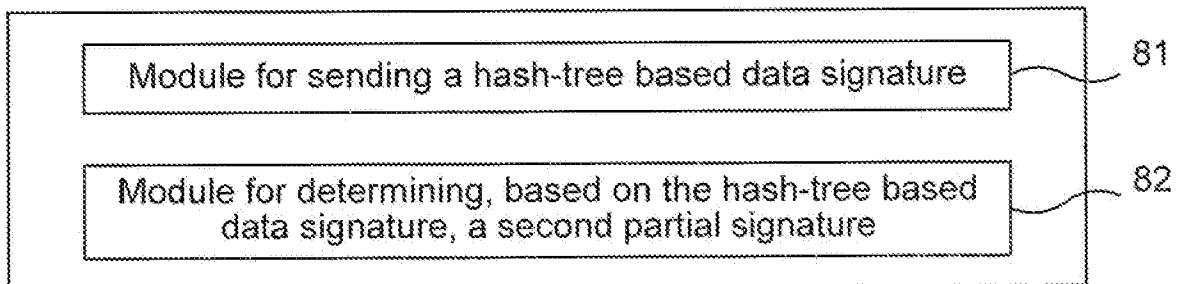 Module for sending a hash-tree based data signature
81
Module for determining, based on the hash-tree based
data signature, a second partial signature
82